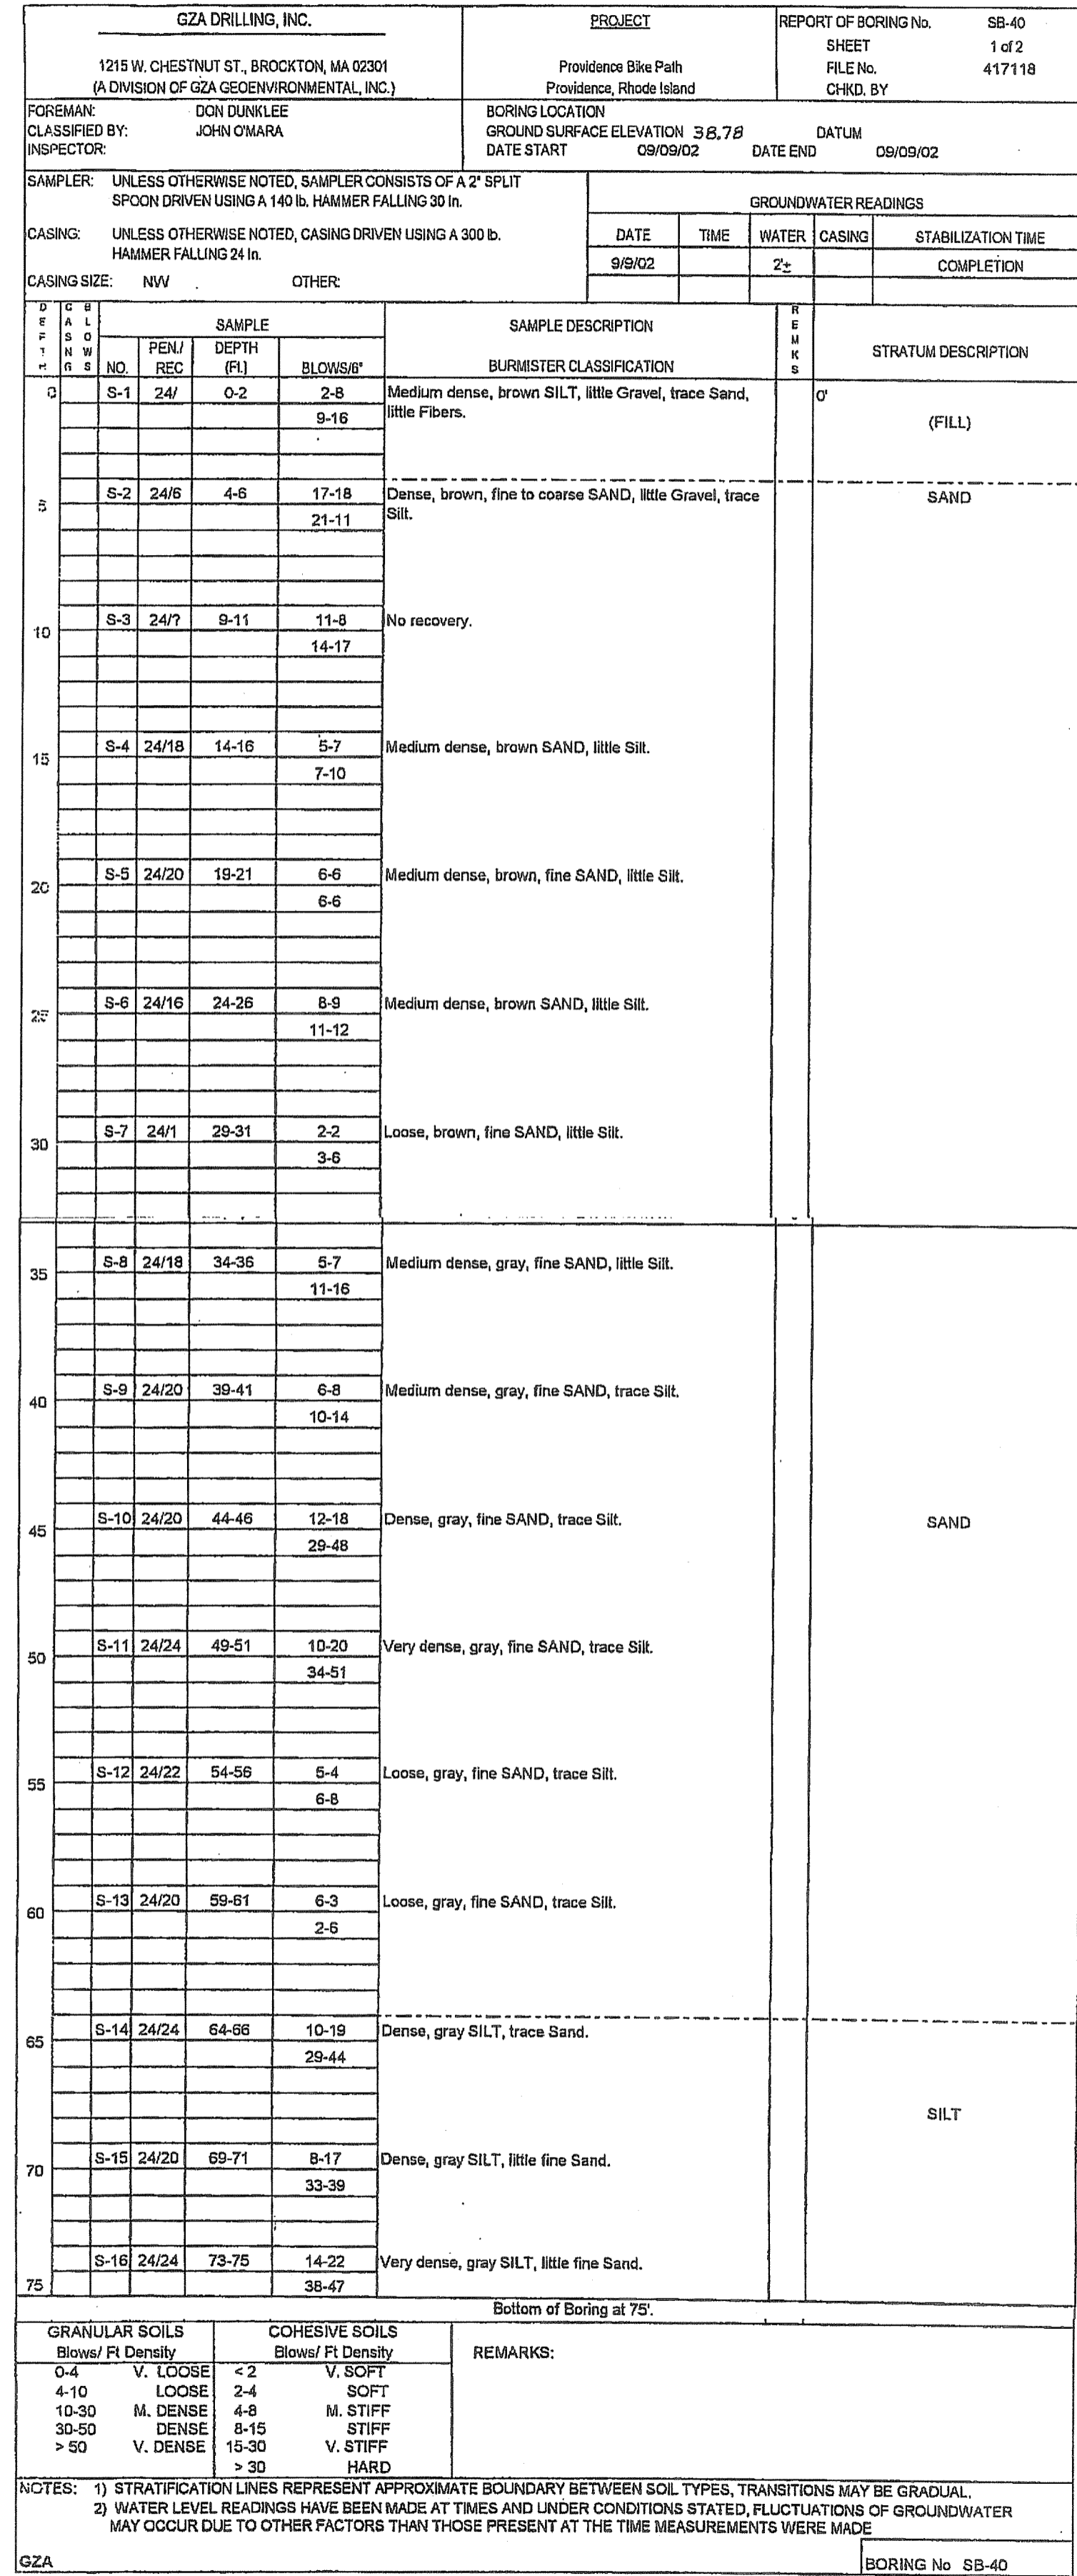 GZA DRILLING, INC.
1215 W. CHESTNUT ST., BROCKTON, MA 02301
(A DIVISION OF GZA GEOENVIRONMENTAL, INC.)
PROJECT
Providence Bike Path
Providence, Rhode Island
REPORT OF BORING No. SB-40
SHEET 1 of 2
FILE No. 417118
CHKD. BY
FOREMAN: DON DUNKLEE
CLASSIFIED BY: JOHN O'MARA
INSPECTOR:
BORING LOCATION
GROUND SURFACE ELEVATION 38.78 DATUM
DATE START 09/09/02 DATE END 09/09/02
SAMPLER: UNLESS OTHERWISE NOTED, SAMPLER CONSISTS OF A 2" SPLIT
SPOON DRIVEN USING A 140 lb. HAMMER FALLING 30 In.
CASING: UNLESS OTHERWISE NOTED, CASING DRIVEN USING A 300 lb.
HAMMER FALLING 24 In.
CASING SIZE: NW OTHER:
GROUNDWATER READINGS
DATE TIME WATER CASING STABILIZATION TIME
9/9/02 2'± COMPLETION
DEPTH CASING BLOWS SAMPLE SAMPLE DESCRIPTION REMKS STRATUM DESCRIPTION
NO. PEN./ REC DEPTH (Ft.) BLOWS/6" BURMISTER CLASSIFICATION
0 S-1 24/ 0-2 2-8 Medium dense, brown SILT, little Gravel, trace Sand, 0'
9-16 little Fibers. (FILL)
S-2 24/6 4-6 17-18 Dense, brown, fine to coarse SAND, little Gravel, trace SAND
5 21-11 Silt.
S-3 24/? 9-11 11-8 No recovery.
10 14-17
S-4 24/18 14-16 5-7 Medium dense, brown SAND, little Silt.
15 7-10
S-5 24/20 19-21 6-6 Medium dense, brown, fine SAND, little Silt.
20 6-6
S-6 24/16 24-26 8-9 Medium dense, brown SAND, little Silt.
25 11-12
S-7 24/1 29-31 2-2 Loose, brown, fine SAND, little Silt.
30 3-6
S-8 24/18 34-36 5-7 Medium dense, gray, fine SAND, little Silt.
35 11-16
S-9 24/20 39-41 6-8 Medium dense, gray, fine SAND, trace Silt.
40 10-14
S-10 24/20 44-46 12-18 Dense, gray, fine SAND, trace Silt. SAND
45 29-48
S-11 24/24 49-51 10-20 Very dense, gray, fine SAND, trace Silt.
50 34-51
S-12 24/22 54-56 5-4 Loose, gray, fine SAND, trace Silt.
55 6-8
S-13 24/20 59-61 6-3 Loose, gray, fine SAND, trace Silt.
60 2-6
S-14 24/24 64-66 10-19 Dense, gray SILT, trace Sand.
65 29-44
SILT
S-15 24/20 69-71 8-17 Dense, gray SILT, little fine Sand.
70 33-39
S-16 24/24 73-75 14-22 Very dense, gray SILT, little fine Sand.
75 38-47
Bottom of Boring at 75'.
GRANULAR SOILS COHESIVE SOILS REMARKS:
Blows/ Ft Density Blows/ Ft Density
0-4 V. LOOSE < 2 V. SOFT
4-10 LOOSE 2-4 SOFT
10-30 M. DENSE 4-8 M. STIFF
30-50 DENSE 8-15 STIFF
> 50 V. DENSE 15-30 V. STIFF
> 30 HARD
NOTES: 1) STRATIFICATION LINES REPRESENT APPROXIMATE BOUNDARY BETWEEN SOIL TYPES, TRANSITIONS MAY BE GRADUAL.
2) WATER LEVEL READINGS HAVE BEEN MADE AT TIMES AND UNDER CONDITIONS STATED, FLUCTUATIONS OF GROUNDWATER
MAY OCCUR DUE TO OTHER FACTORS THAN THOSE PRESENT AT THE TIME MEASUREMENTS WERE MADE
GZA BORING No SB-40